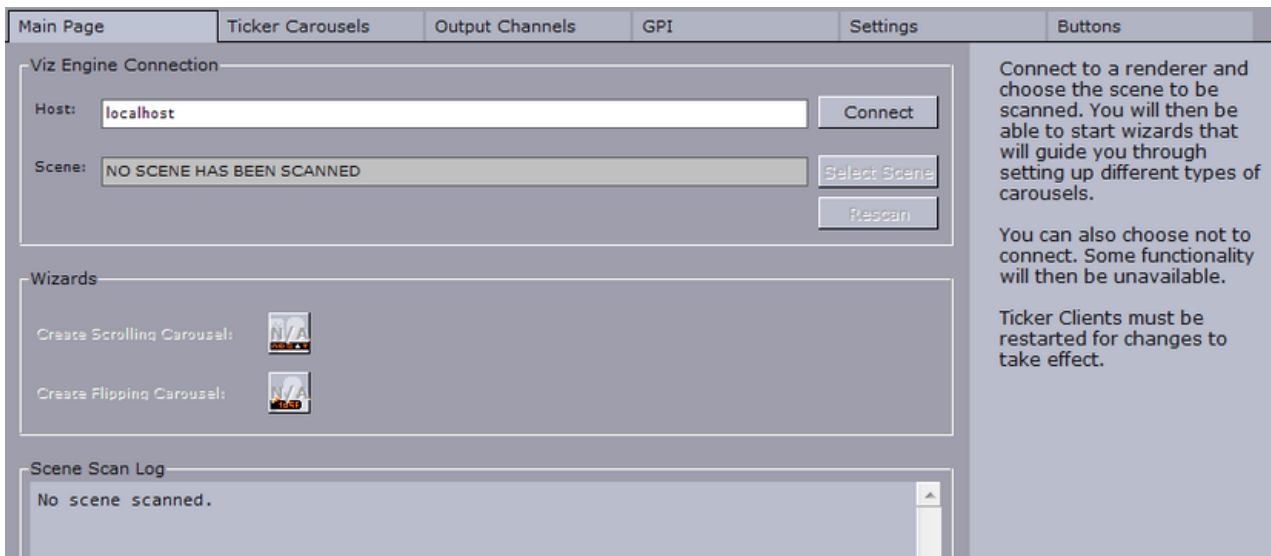 Main Page
Ticker Carousels
Output Channels
GPI
Settings
Buttons
Viz Engine Connection
Host:
localhost
Connect
Scene:
NO SCENE HAS BEEN SCANNED
Select Scene
Rescan
Wizards
Create Scrolling Carousel:
N/A
Create Flipping Carousel:
N/A
Scene Scan Log
No scene scanned.
Connect to a renderer and
choose the scene to be
scanned. You will then be
able to start wizards that
will guide you through
setting up different types of
carousels.
You can also choose not to
connect. Some functionality
will then be unavailable.
Ticker Clients must be
restarted for changes to
take effect.